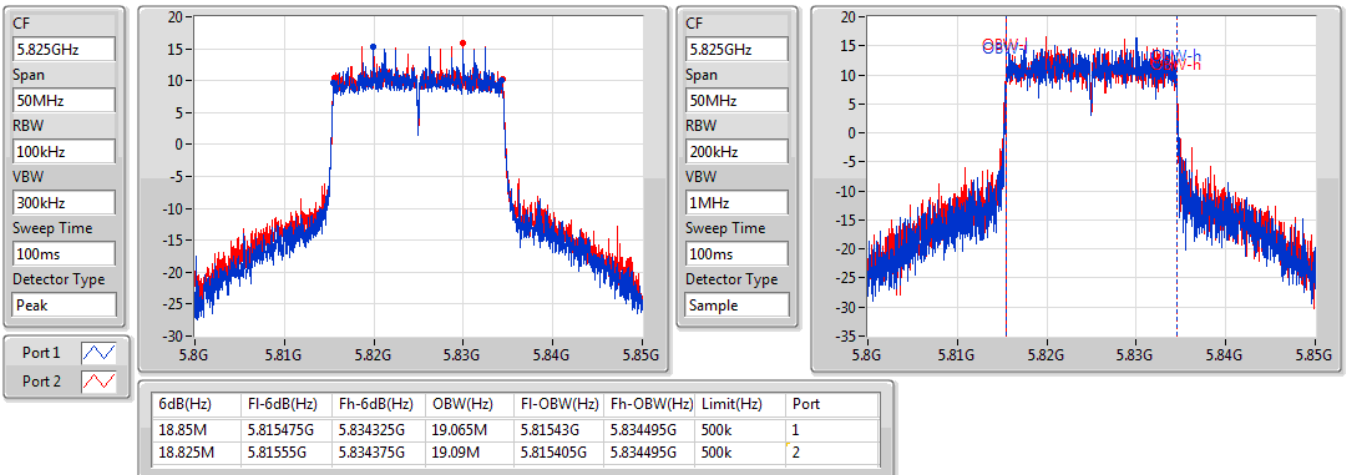 CF
5.825GHz
Span
50MHz
RBW
100kHz
VBW
300kHz
Sweep Time
100ms
Detector Type
Peak
Port 1
Port 2
20
15
10
5
0
-5
-10
-15
-20
-25
-30
5.8G 5.81G 5.82G 5.83G 5.84G 5.85G
CF
5.825GHz
Span
50MHz
RBW
200kHz
VBW
1MHz
Sweep Time
100ms
Detector Type
Sample
20
15
10
5
0
-5
-10
-15
-20
-25
-30
-35
OBW-l
OBW-l
OBW-h
OBW-h
5.8G 5.81G 5.82G 5.83G 5.84G 5.85G
6dB(Hz) Fl-6dB(Hz) Fh-6dB(Hz) OBW(Hz) Fl-OBW(Hz) Fh-OBW(Hz) Limit(Hz) Port
18.85M 5.815475G 5.834325G 19.065M 5.81543G 5.834495G 500k 1
18.825M 5.81555G 5.834375G 19.09M 5.815405G 5.834495G 500k 2